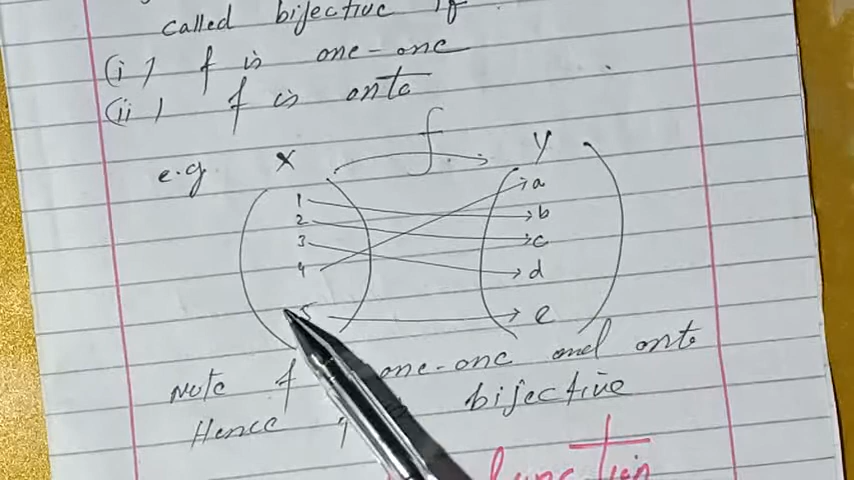 called bijective if
(i) f is one-one
(ii) f is onto
f
e.g X Y
1 a
2 b
3 c
4 d
5 e
Note f one-one and onto
Hence bijective
function